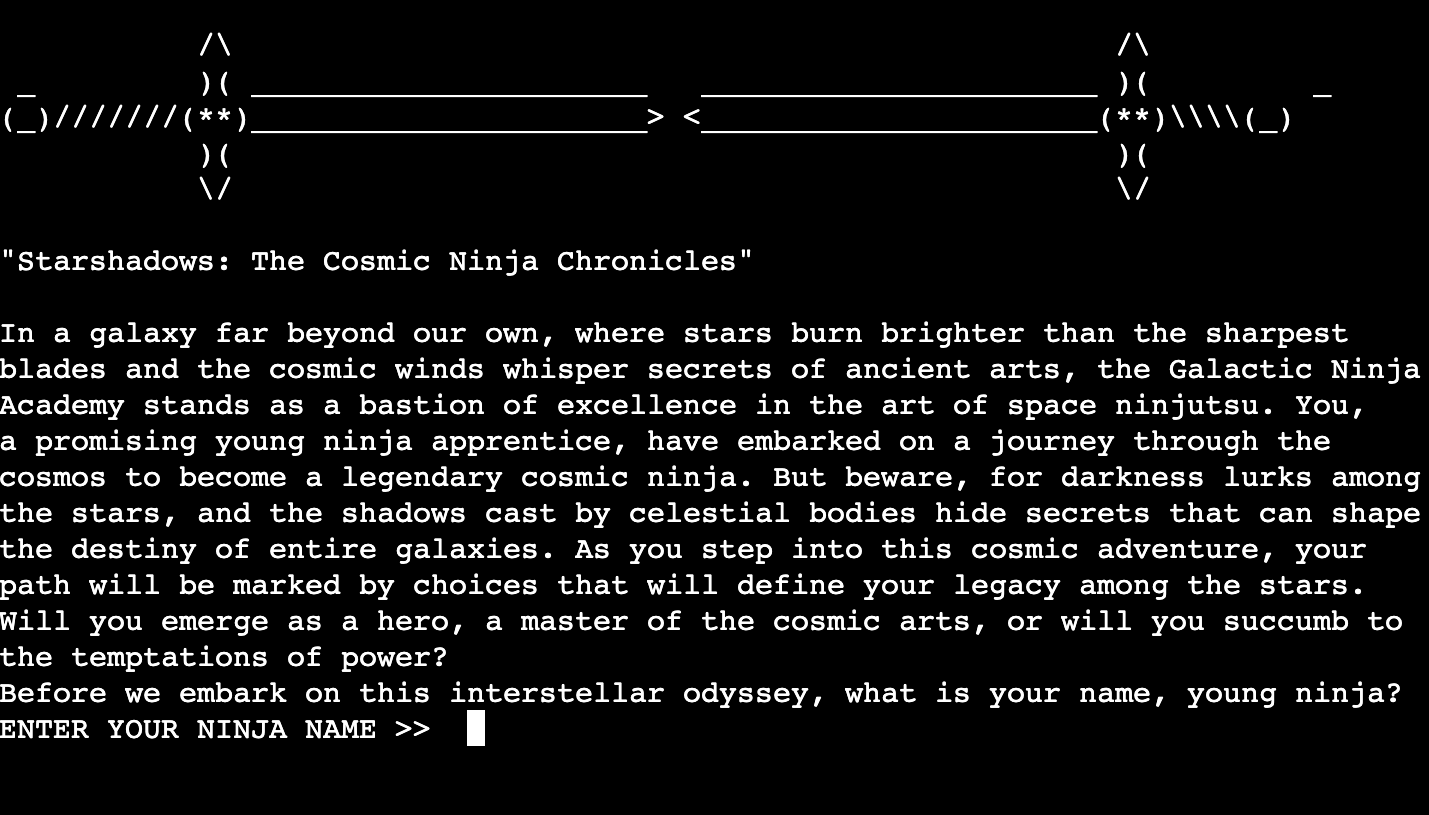 /\                                                 /\
 _         )( ______________________   ______________________ )(         _
(_)///////(**)______________________> <______________________(**)\\\\(_)
           )(                                                 )(
           \/                                                 \/
"Starshadows: The Cosmic Ninja Chronicles"
In a galaxy far beyond our own, where stars burn brighter than the sharpest
blades and the cosmic winds whisper secrets of ancient arts, the Galactic Ninja
Academy stands as a bastion of excellence in the art of space ninjutsu. You,
a promising young ninja apprentice, have embarked on a journey through the
cosmos to become a legendary cosmic ninja. But beware, for darkness lurks among
the stars, and the shadows cast by celestial bodies hide secrets that can shape
the destiny of entire galaxies. As you step into this cosmic adventure, your
path will be marked by choices that will define your legacy among the stars.
Will you emerge as a hero, a master of the cosmic arts, or will you succumb to
the temptations of power?
Before we embark on this interstellar odyssey, what is your name, young ninja?
ENTER YOUR NINJA NAME >>